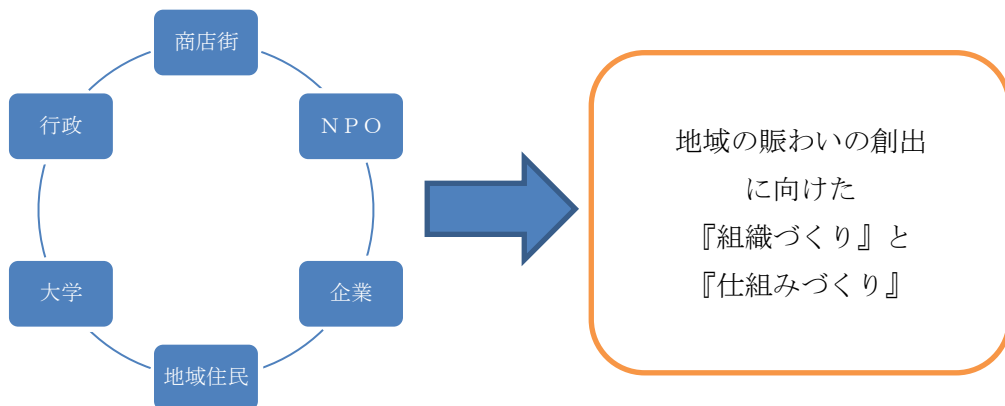 商店街
行政
ＮＰＯ
大学
企業
地域住民
地域の賑わいの創出
に向けた
『組織づくり』と
『仕組みづくり』